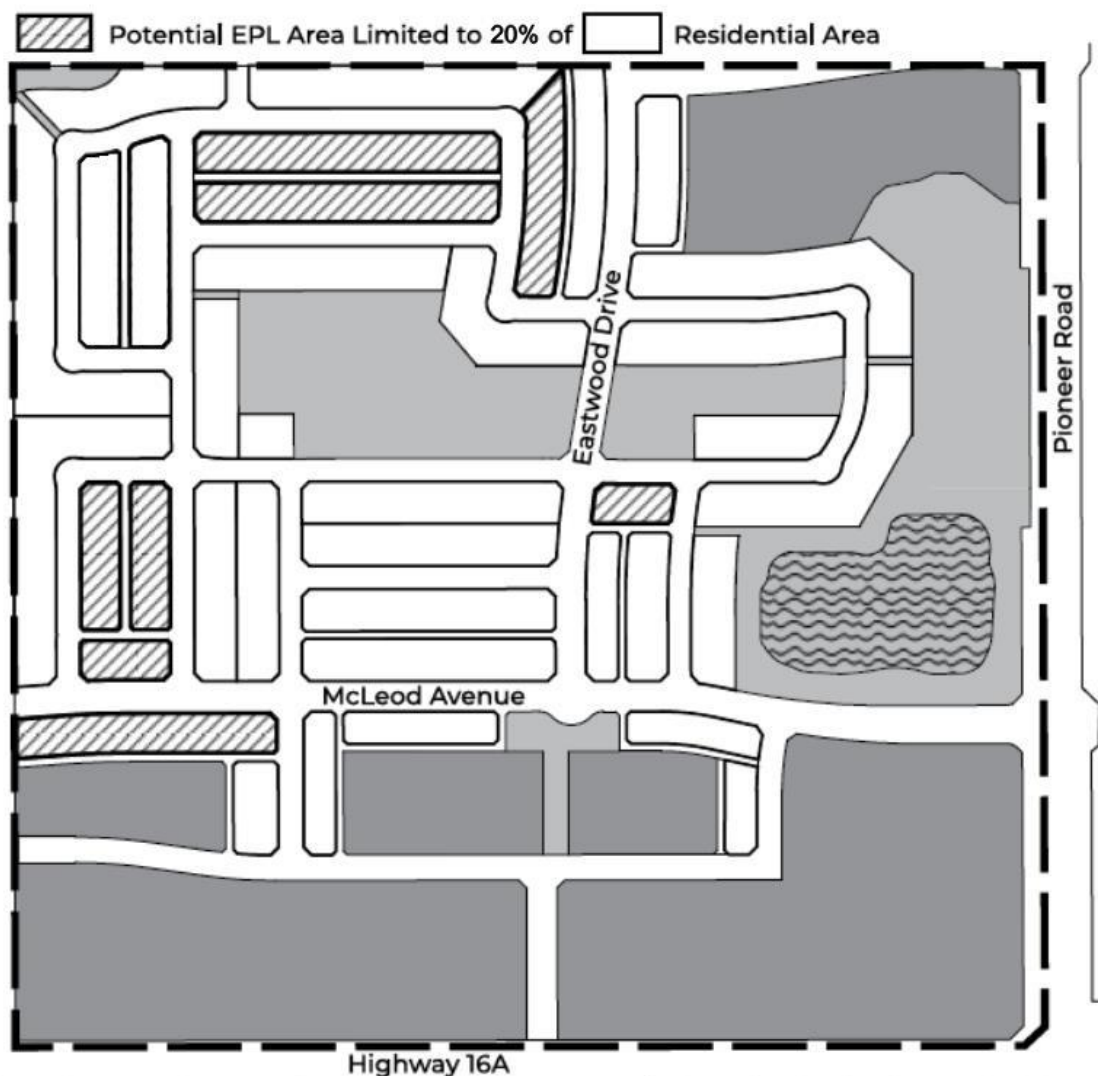 Potential EPL Area Limited to 20% of Residential Area
Eastwood Drive
Pioneer Road
McLeod Avenue
Highway 16A